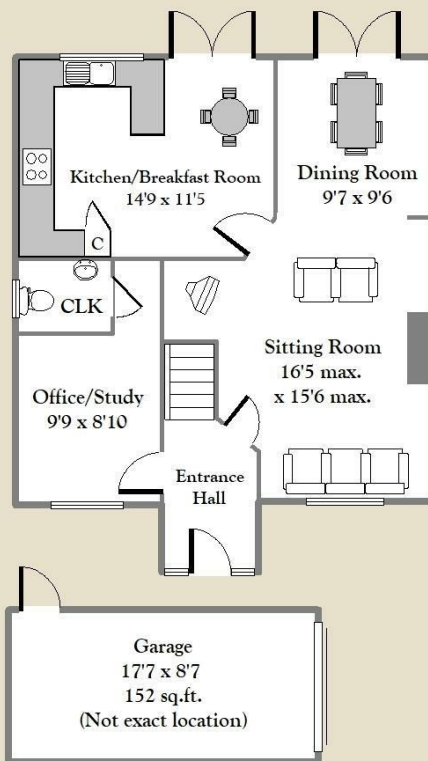 Kitchen/Breakfast Room
14'9 x 11'5
Dining Room
9'7 x 9'6
C
CLK
Sitting Room
16'5 max.
x 15'6 max.
Office/Study
9'9 x 8'10
Entrance
Hall
Garage
17'7 x 8'7
152 sq.ft.
(Not exact location)